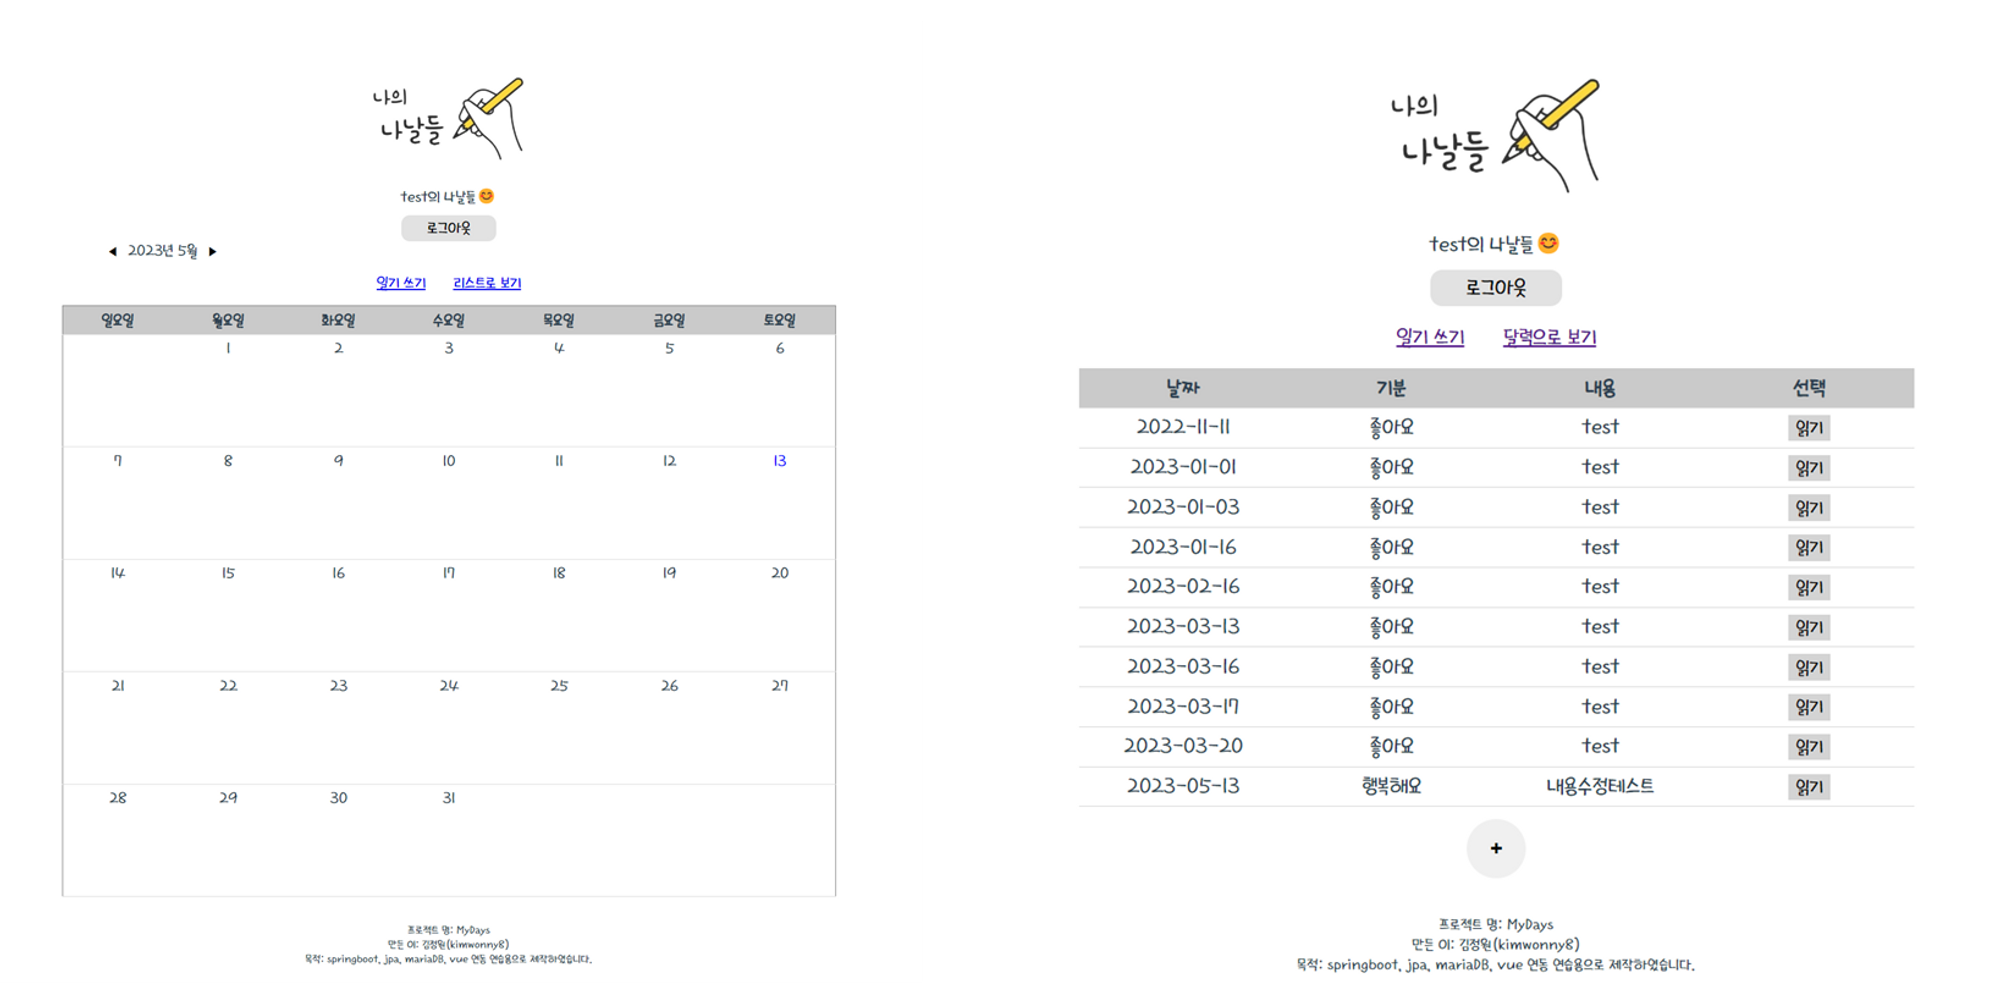 나의
나날들
test의 나날들😊
로그아웃
◀ 2023년 5월 ▶
일기 쓰기 리스트로 보기
일요일 월요일 화요일 수요일 목요일 금요일 토요일
1 2 3 4 5 6
7 8 9 10 11 12 13
14 15 16 17 18 19 20
21 22 23 24 25 26 27
28 29 30 31
프로젝트 명: MyDays
만든 이: 김정원(kimwonny8)
목적: springboot, jpa, mariaDB, vue 연동 연습용으로 제작하였습니다.
나의
나날들
test의 나날들😊
로그아웃
일기 쓰기 달력으로 보기
날짜 기분 내용 선택
2022-11-11 좋아요 test 읽기
2023-01-01 좋아요 test 읽기
2023-01-03 좋아요 test 읽기
2023-01-16 좋아요 test 읽기
2023-02-16 좋아요 test 읽기
2023-03-13 좋아요 test 읽기
2023-03-16 좋아요 test 읽기
2023-03-17 좋아요 test 읽기
2023-03-20 좋아요 test 읽기
2023-05-13 행복해요 내용수정테스트 읽기
+
프로젝트 명: MyDays
만든 이: 김정원(kimwonny8)
목적: springboot, jpa, mariaDB, vue 연동 연습용으로 제작하였습니다.